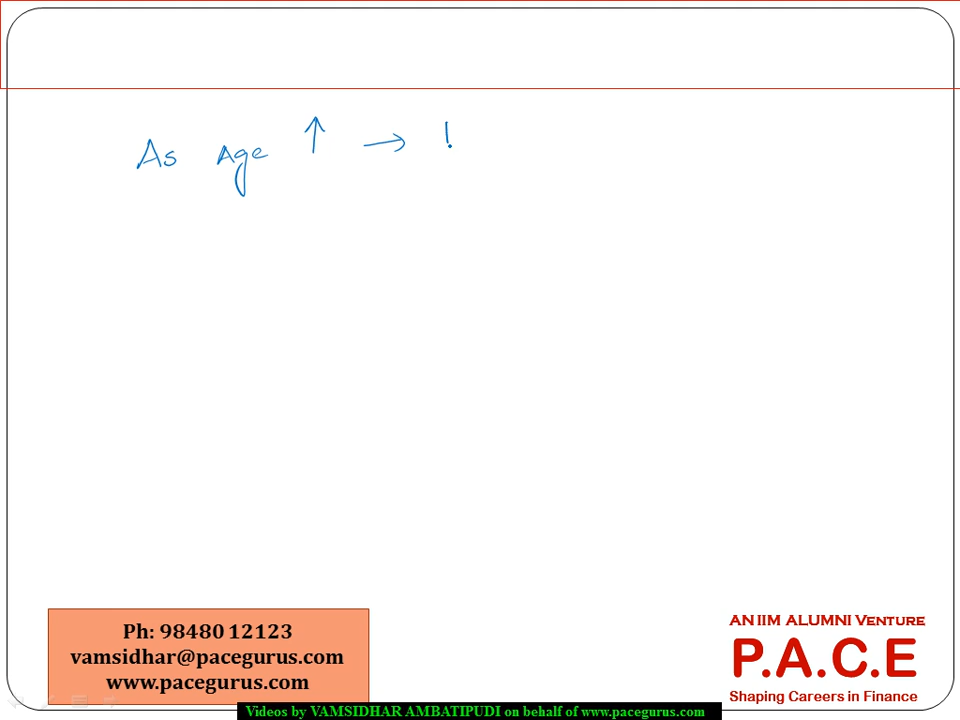 As Age ↑ →
Ph: 98480 12123
vamsidhar@pacegurus.com
www.pacegurus.com
AN IIM ALUMNI VENTURE
P.A.C.E
Shaping Careers in Finance
Videos by VAMSIDHAR AMBATIPUDI on behalf of www.pacegurus.com